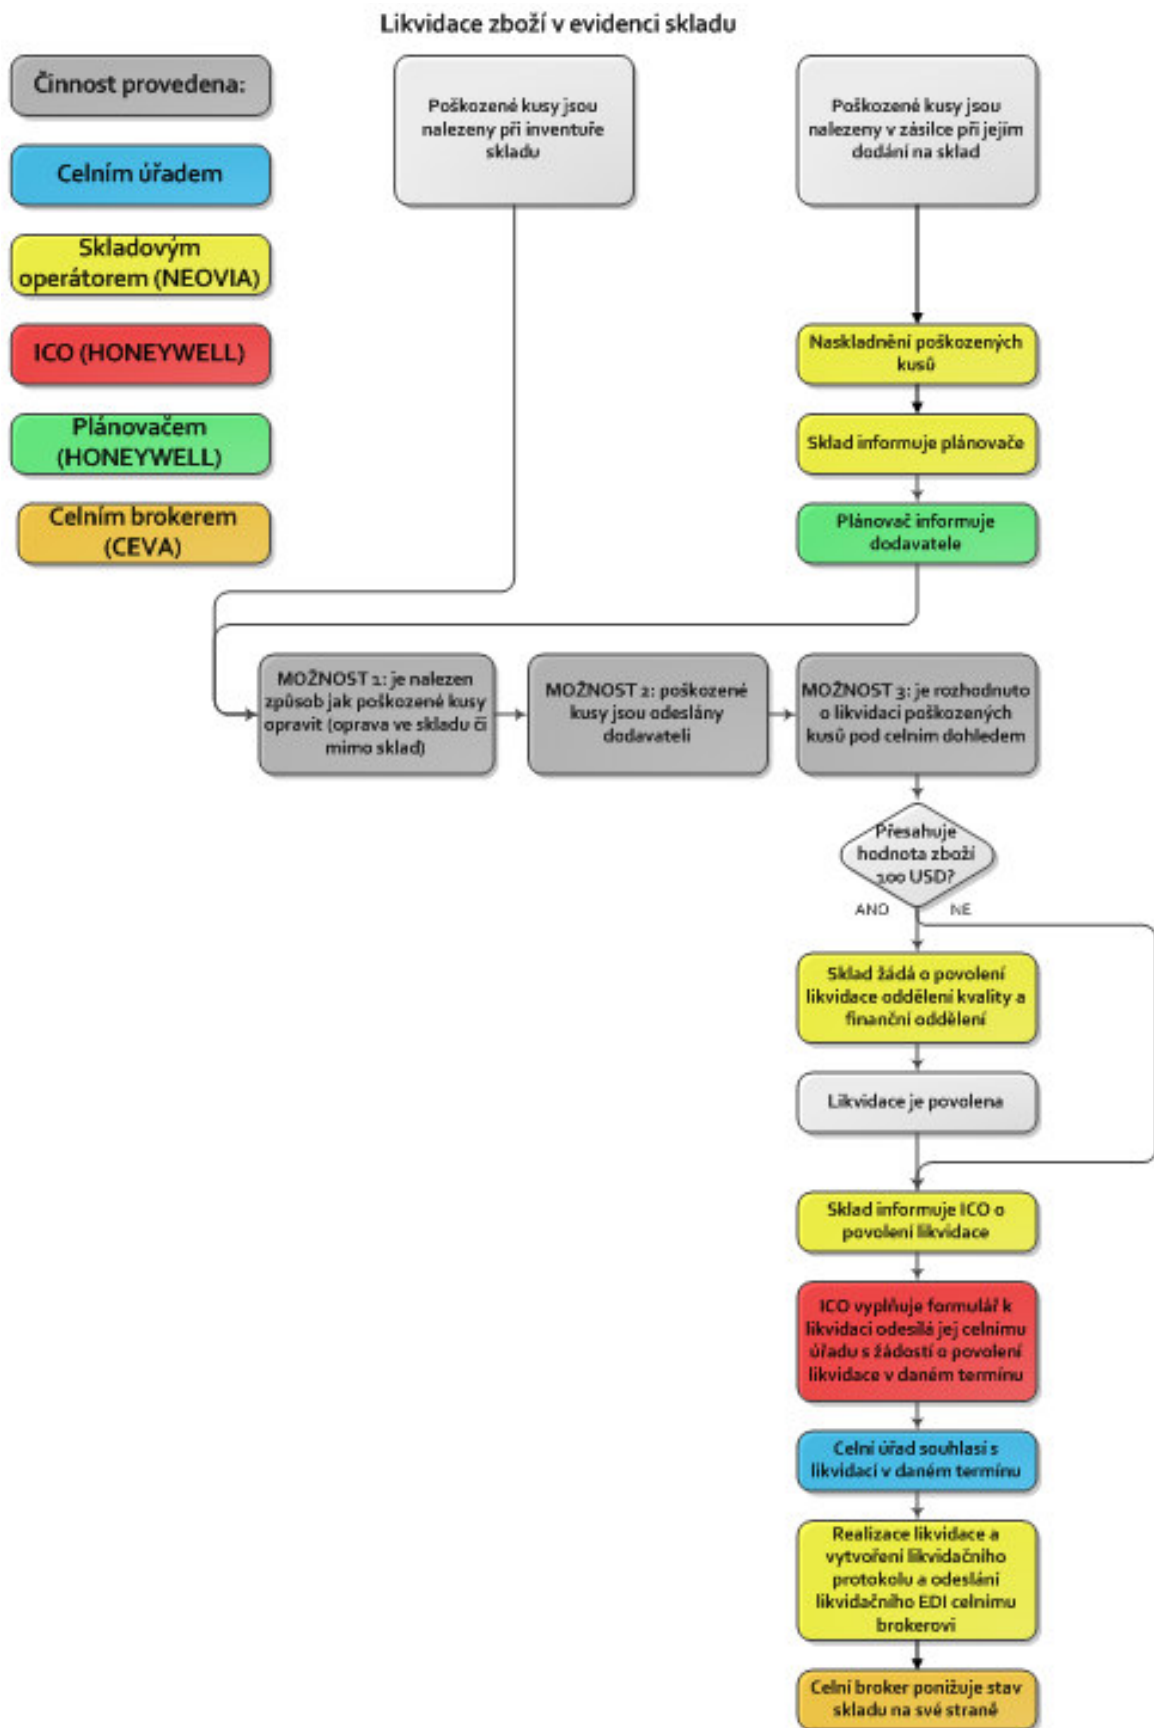 Likvidace zboží v evidenci skladu
Činnost provedena:
Celním úřadem
Skladovým
operátorem (NEOVIA)
ICO (HONEYWELL)
Plánovačem
(HONEYWELL)
Celním brokerem
(CEVA)
Poškozené kusy jsou
nalezeny při inventuře
skladu
Poškozené kusy jsou
nalezeny v zásilce při jejím
dodání na sklad
Naskladnění poškozených
kusů
Sklad informuje plánovače
Plánovač informuje
dodavatele
MOŽNOST 1: je nalezen
způsob jak poškozené kusy
opravit (oprava ve skladu či
mimo sklad)
MOŽNOST 2: poškozené
kusy jsou odeslány
dodavateli
MOŽNOST 3: je rozhodnuto
o likvidaci poškozených
kusů pod celním dohledem
Přesahuje
hodnota zboží
100 USD?
ANO
NE
Sklad žádá o povolení
likvidace oddělení kvality a
finanční oddělení
Likvidace je povolena
Sklad informuje ICO o
povolení likvidace
ICO vyplňuje formulář k
likvidaci odesílá jej celnímu
úřadu s žádostí o povolení
likvidace v daném termínu
Celní úřad souhlasí s
likvidací v daném termínu
Realizace likvidace a
vytvoření likvidačního
protokolu a odeslání
likvidačního EDI celnímu
brokerovi
Celní broker ponižuje stav
skladu na své straně